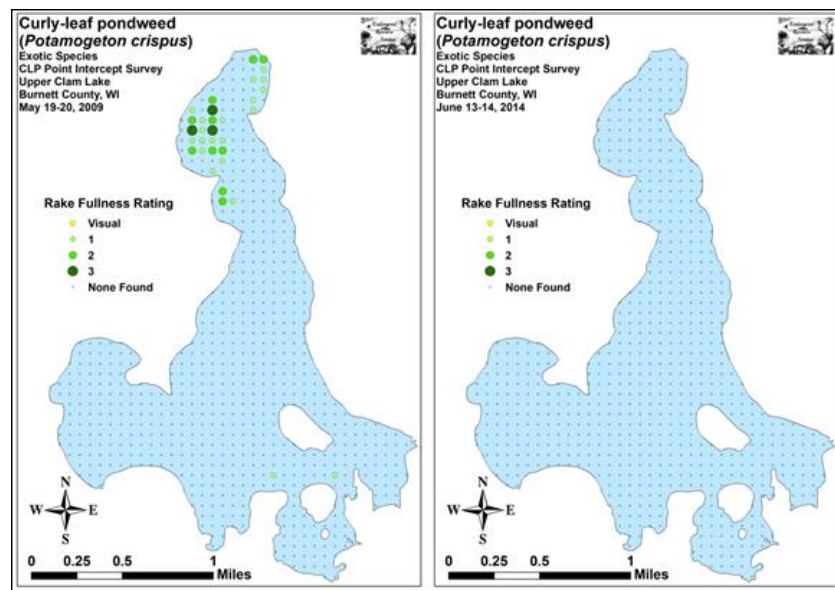 Curly-leaf pondweed
(Potamogeton crispus)
Exotic Species
CLP Point Intercept Survey
Upper Clam Lake
Burnett County, WI
May 19-20, 2009
Rake Fullness Rating
Visual
1
2
3
None Found
N
W E
S
0 0.25 0.5 1
Miles
Curly-leaf pondweed
(Potamogeton crispus)
Exotic Species
CLP Point Intercept Survey
Upper Clam Lake
Burnett County, WI
June 13-14, 2014
Rake Fullness Rating
Visual
1
2
3
None Found
N
W E
S
0 0.25 0.5 1
Miles